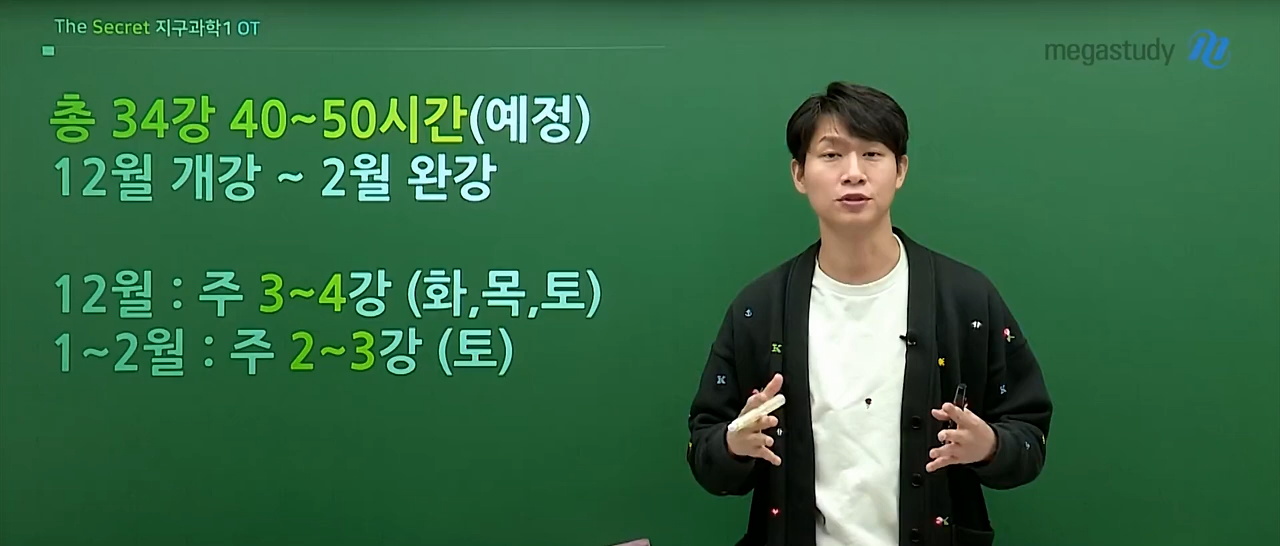 The Secret 지구과학1 OT
megastudy
총 34강 40~50시간(예정)
12월 개강 ~ 2월 완강
12월 : 주 3~4강 (화,목,토)
1~2월 : 주 2~3강 (토)